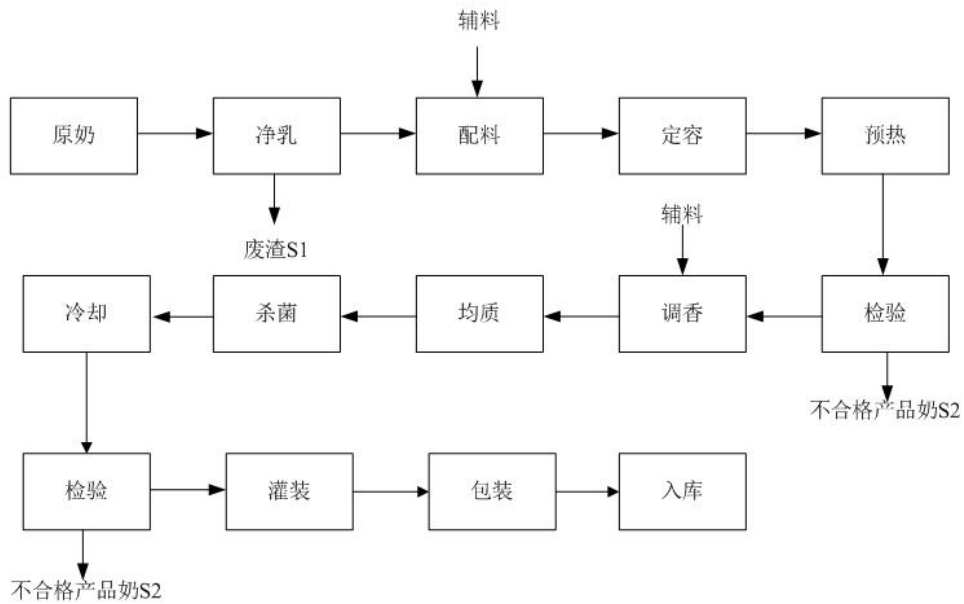 辅料
原奶
净乳
配料
定容
预热
废渣S1
辅料
冷却
杀菌
均质
调香
检验
不合格产品奶S2
检验
灌装
包装
入库
不合格产品奶S2